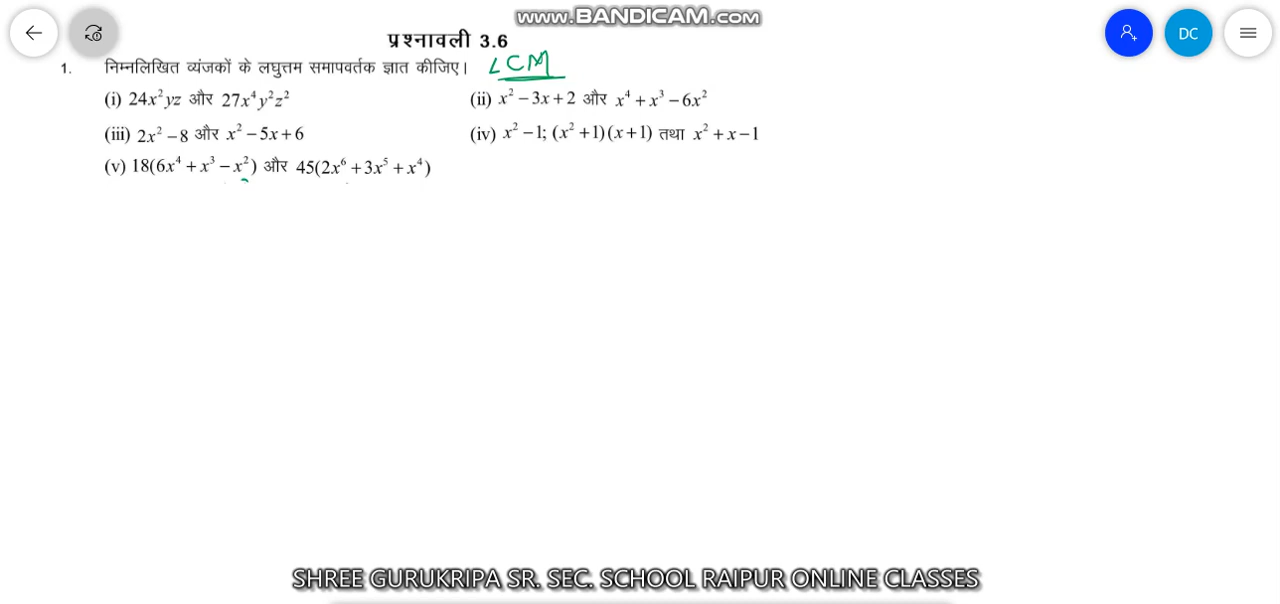 www.BANDICAM.com
DC
प्रश्नावली 3.6
1. निम्नलिखित व्यंजकों के लघुत्तम समापवर्तक ज्ञात कीजिए। LCM
(i) 24x²yz और 27x⁴y²z² (ii) x² − 3x + 2 और x⁴ + x³ − 6x²
(iii) 2x² − 8 और x² − 5x + 6 (iv) x² − 1; (x² + 1)(x + 1) तथा x² + x − 1
(v) 18(6x⁴ + x³ − x²) और 45(2x⁶ + 3x⁵ + x⁴)
SHREE GURUKRIPA SR. SEC. SCHOOL RAIPUR ONLINE CLASSES